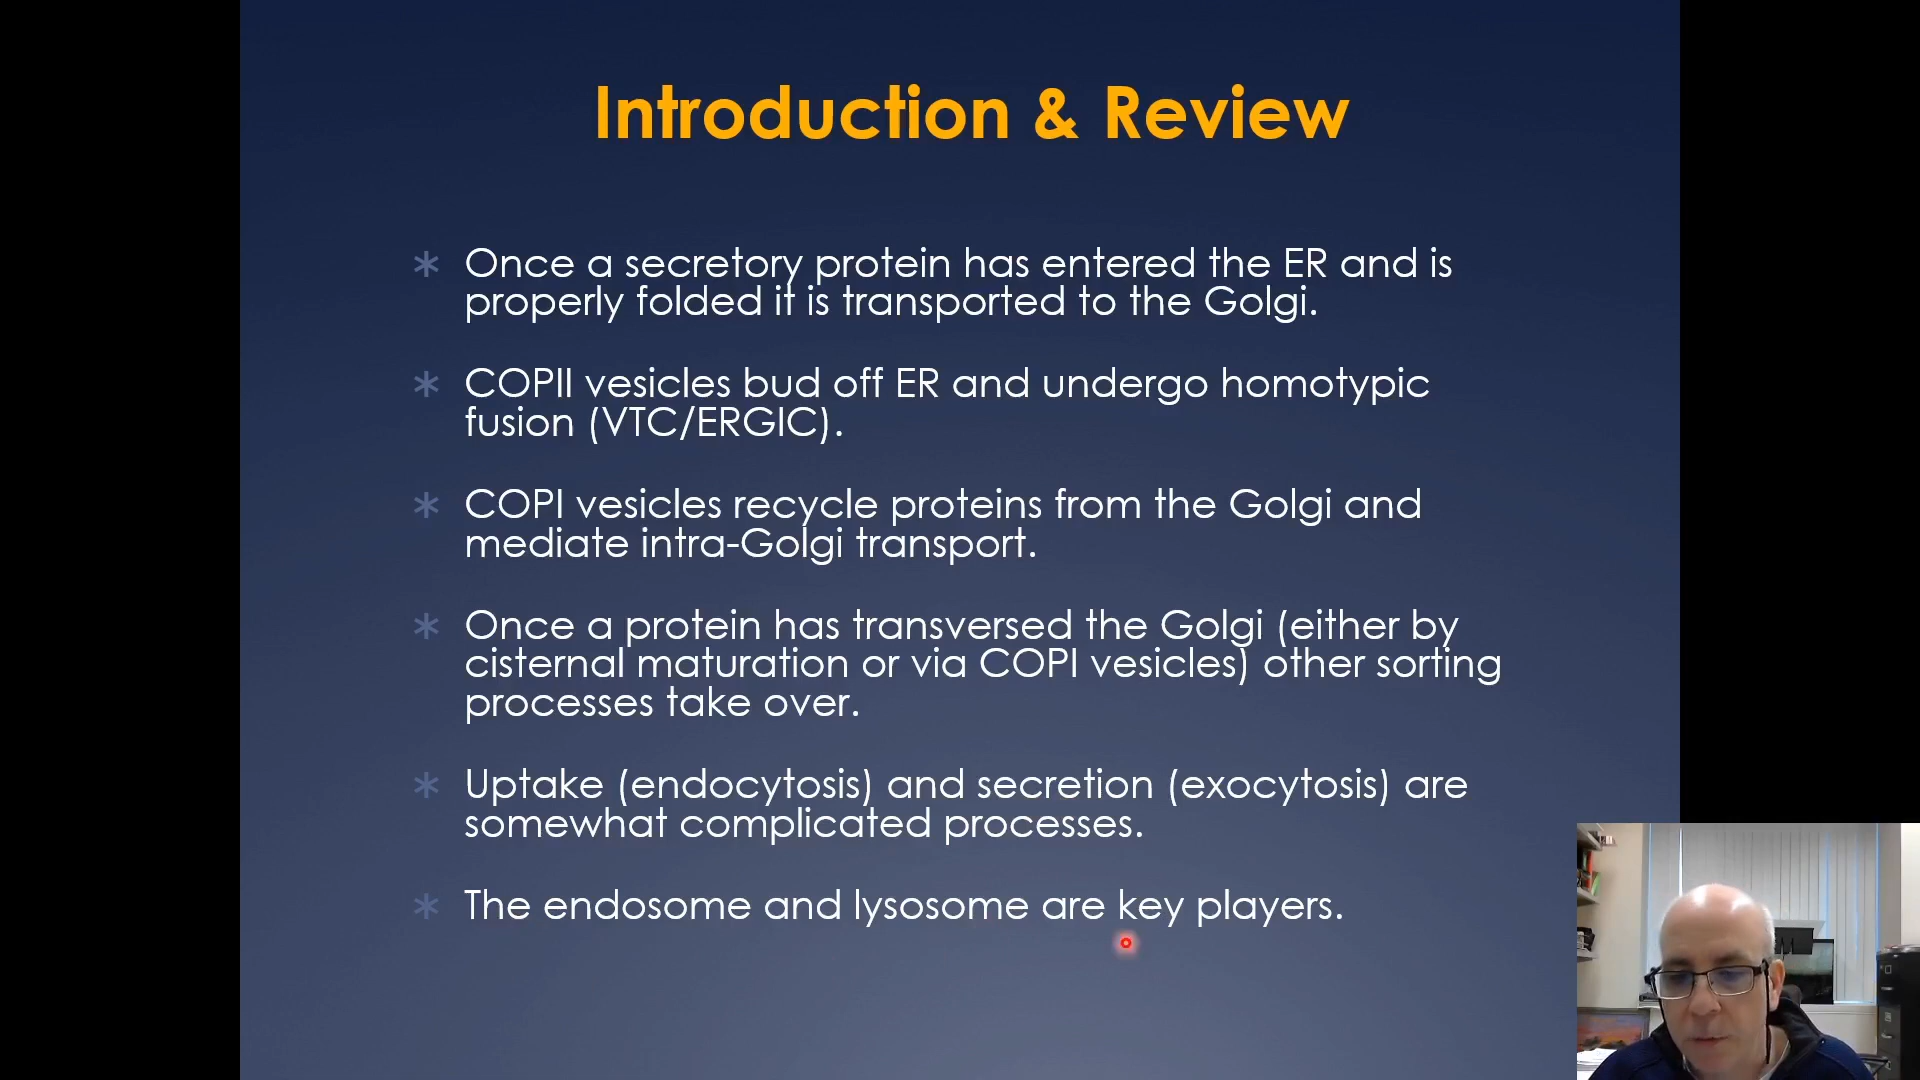 Introduction & Review
* Once a secretory protein has entered the ER and is
properly folded it is transported to the Golgi.
* COPII vesicles bud off ER and undergo homotypic
fusion (VTC/ERGIC).
* COPI vesicles recycle proteins from the Golgi and
mediate intra-Golgi transport.
* Once a protein has transversed the Golgi (either by
cisternal maturation or via COPI vesicles) other sorting
processes take over.
* Uptake (endocytosis) and secretion (exocytosis) are
somewhat complicated processes.
* The endosome and lysosome are key players.